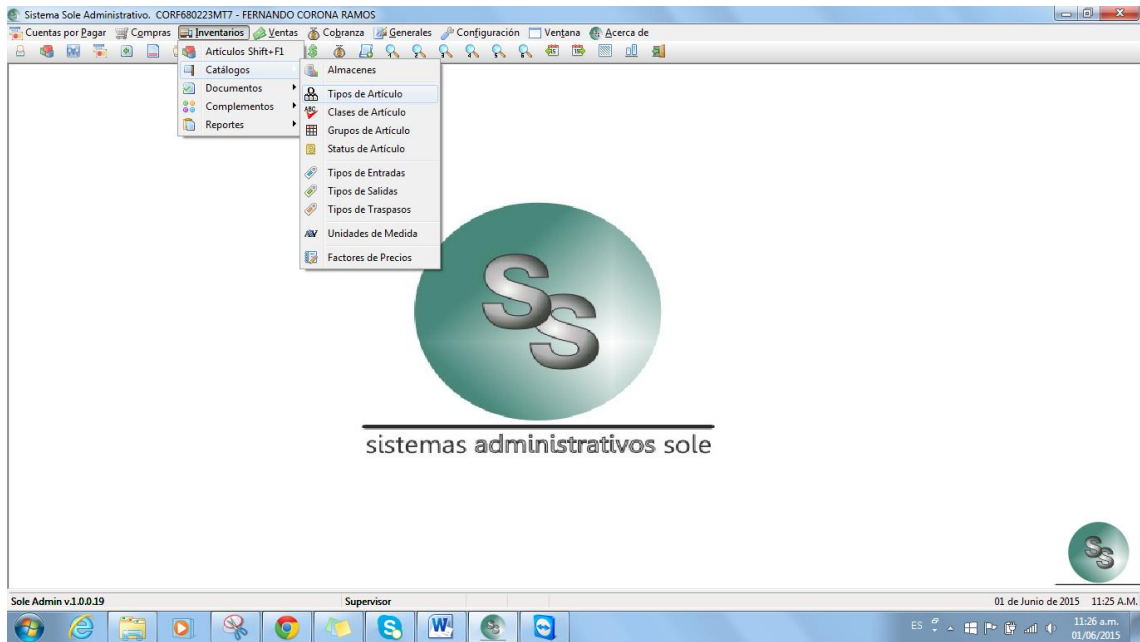 Sistema Sole Administrativo. CORF680223MT7 - FERNANDO CORONA RAMOS
Cuentas por Pagar Compras Inventarios Ventas Cobranza Generales Configuración Ventana Acerca de
Artículos Shift+F1
Catálogos
Documentos
Complementos
Reportes
Almacenes
Tipos de Artículo
Clases de Artículo
Grupos de Artículo
Status de Artículo
Tipos de Entradas
Tipos de Salidas
Tipos de Traspasos
Unidades de Medida
Factores de Precios
SS
sistemas administrativos sole
SS
Sole Admin v.1.0.0.19 Supervisor 01 de Junio de 2015 11:25 A.M.
ES 11:26 a.m.
01/06/2015